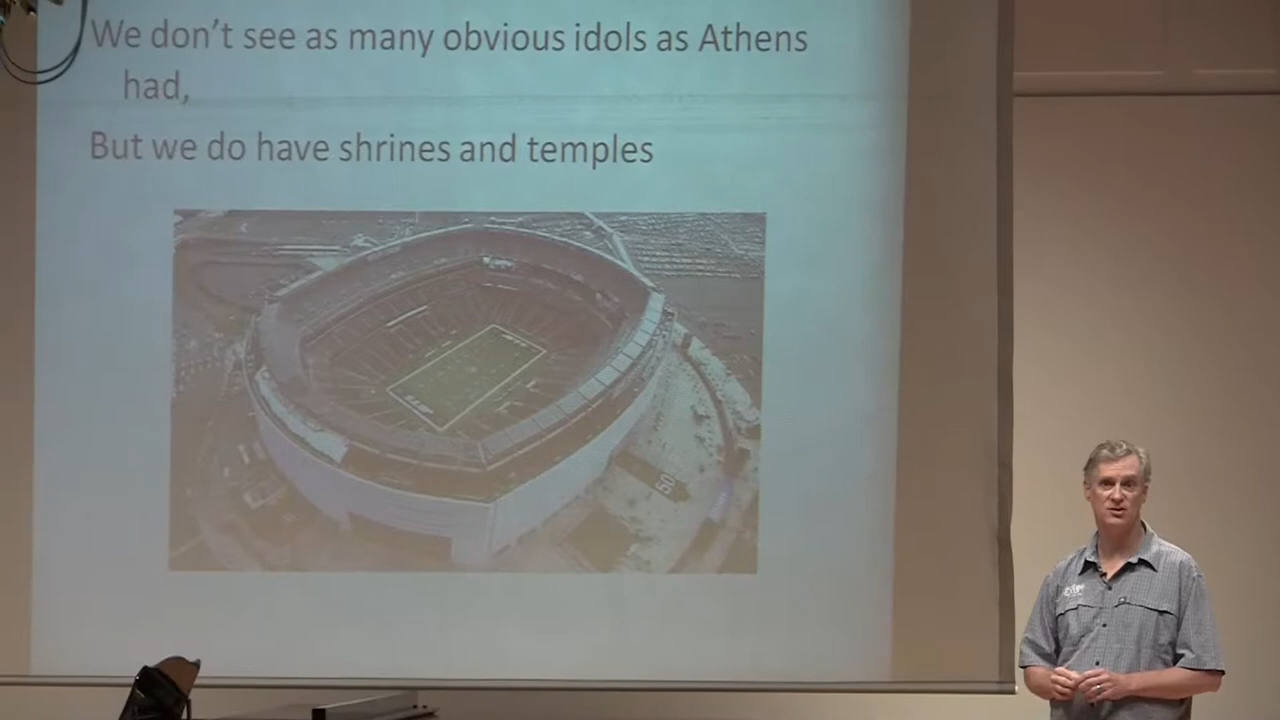 We don't see as many obvious idols as Athens
had,
But we do have shrines and temples
50